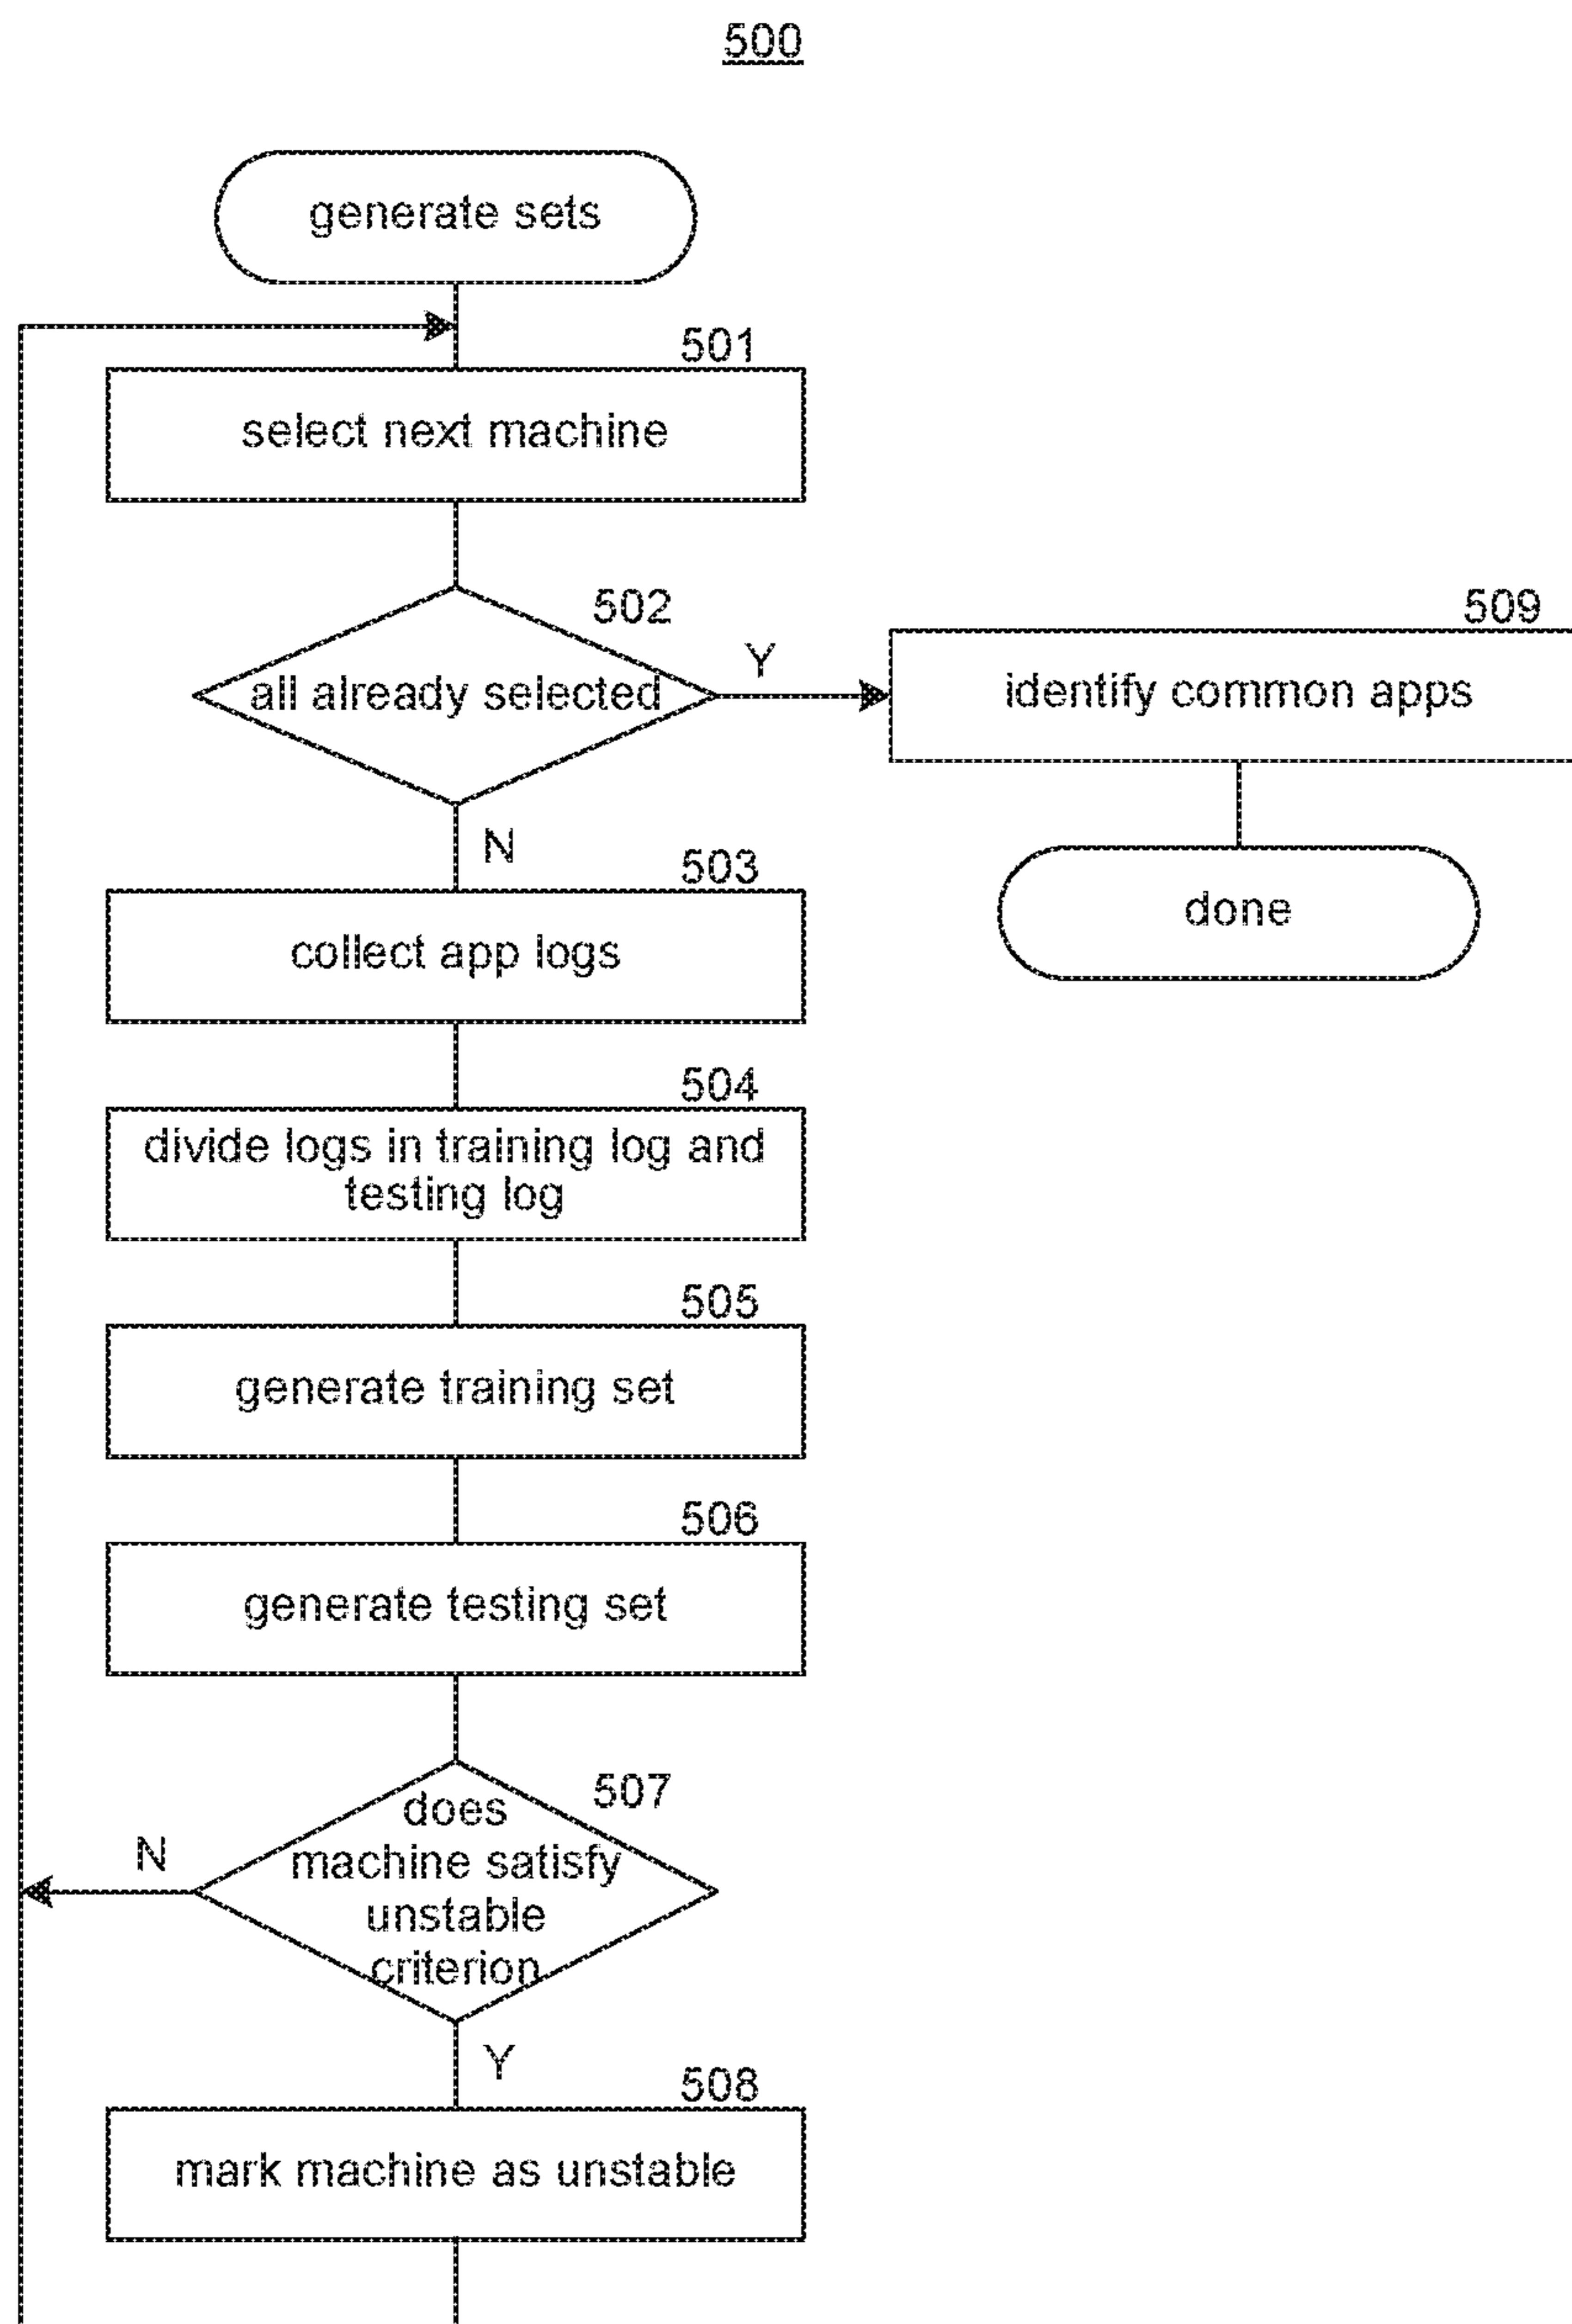 500
generate sets
501
select next machine
502
all already selected
Y
509
identify common apps
N
done
503
collect app logs
504
divide logs in training log and
testing log
505
generate training set
506
generate testing set
507
does
machine satisfy
unstable
criterion
N
Y
508
mark machine as unstable